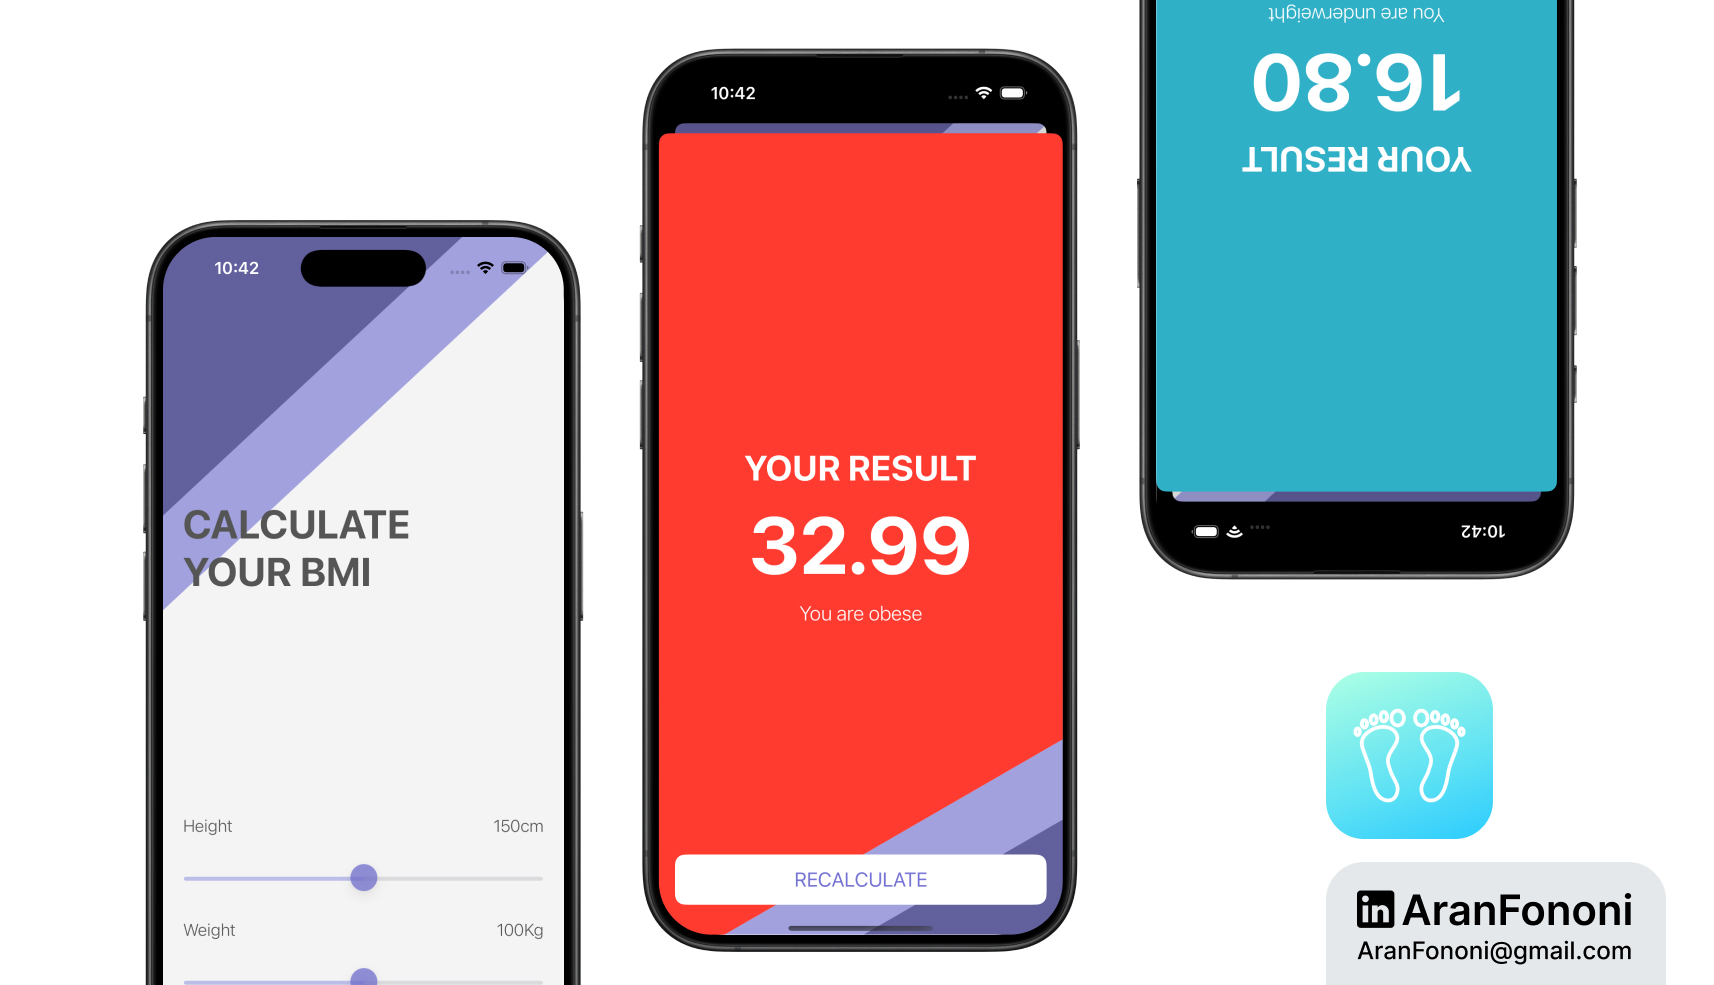 10:42
CALCULATE
YOUR BMI
Height 150cm
Weight 100Kg
10:42
YOUR RESULT
32.99
You are obese
RECALCULATE
10:42
YOUR RESULT
16.80
You are underweight
in AranFononi
AranFononi@gmail.com